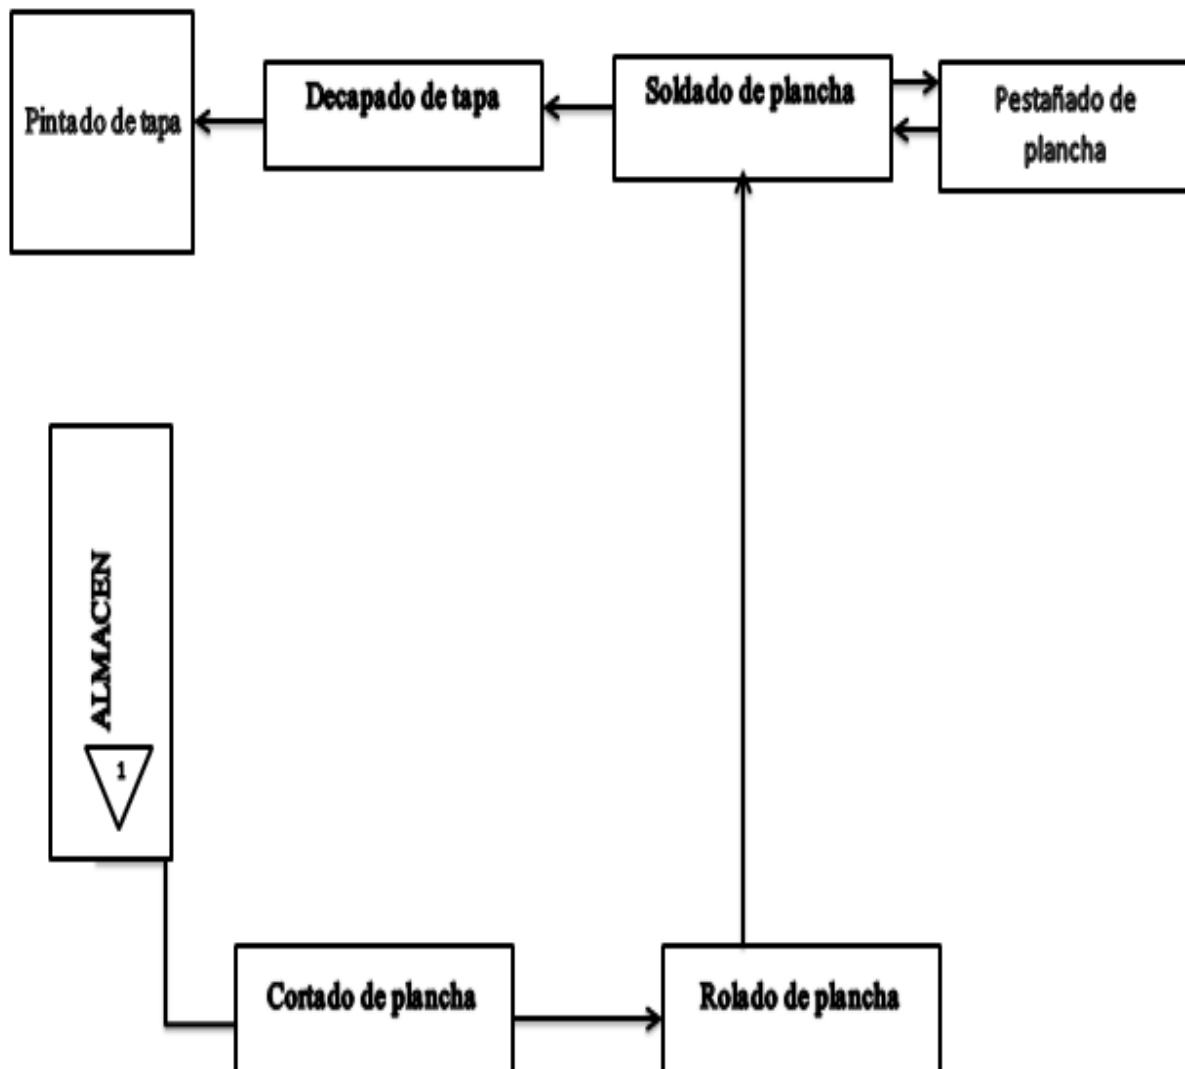 Pintado de tapa
Decapado de tapa
Soldado de plancha
Pestañado de
plancha
ALMACEN
1
Cortado de plancha
Rolado de plancha